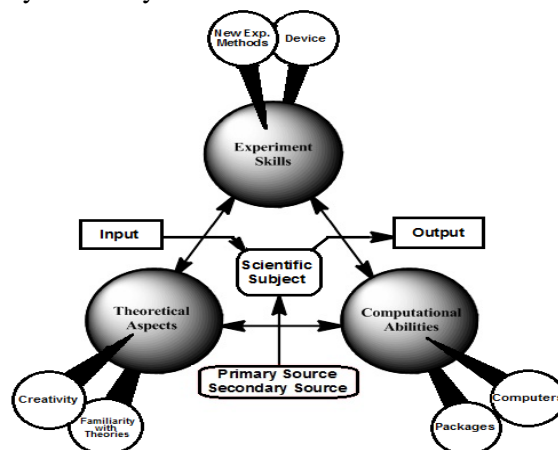 New Exp.
Methods
Device
Experiment
Skills
Input
Output
Scientific
Subject
Theoretical
Aspects
Computational
Abilities
Primary Source
Secondary Source
Creativity
Familiarity
with
Theories
Computers
Packages